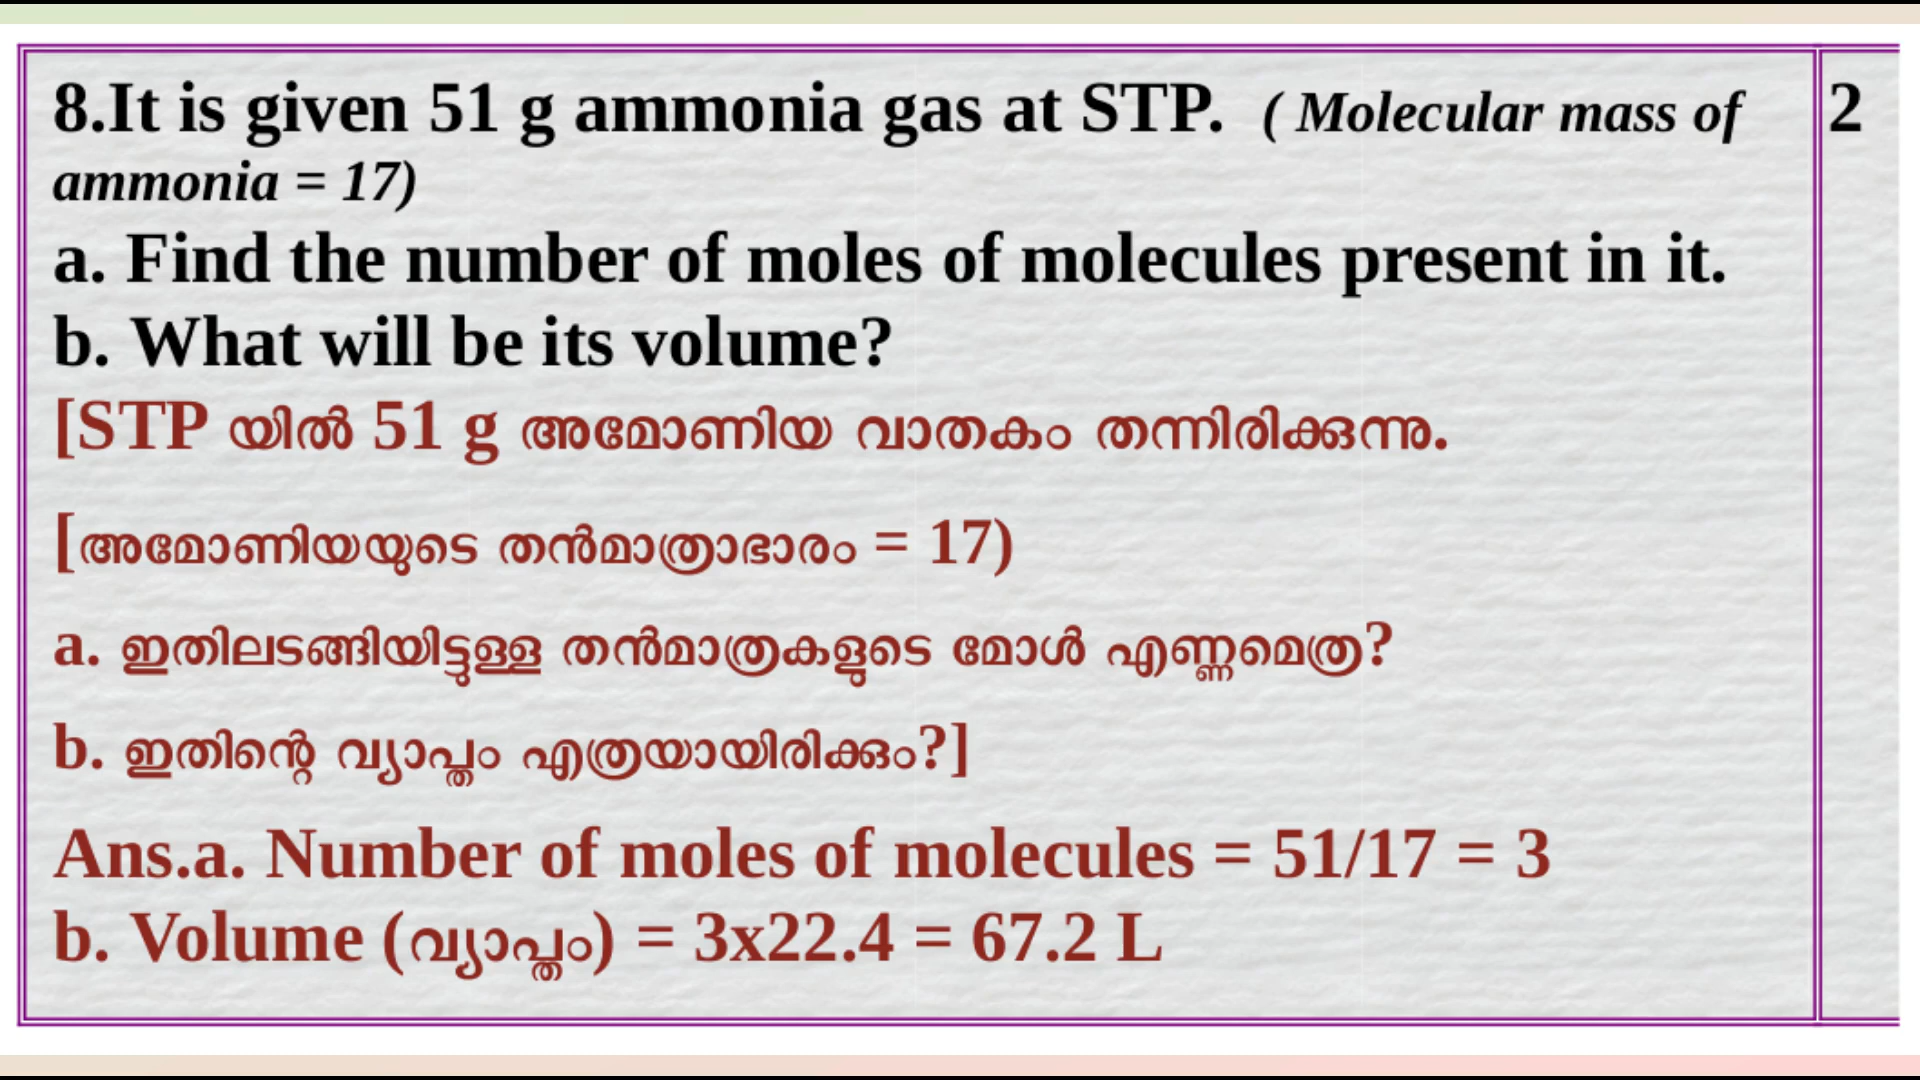 8.It is given 51 g ammonia gas at STP. ( Molecular mass of 2
ammonia = 17)
a. Find the number of moles of molecules present in it.
b. What will be its volume?
[STP യിൽ 51 g അമോണിയ വാതകം തന്നിരിക്കുന്നു.
[അമോണിയയുടെ തൻമാത്രാഭാരം = 17)
a. ഇതിലടങ്ങിയിട്ടുള്ള തൻമാത്രകളുടെ മോൾ എണ്ണമെത്ര?
b. ഇതിന്റെ വ്യാപ്തം എത്രയായിരിക്കും?]
Ans.a. Number of moles of molecules = 51/17 = 3
b. Volume (വ്യാപ്തം) = 3x22.4 = 67.2 L